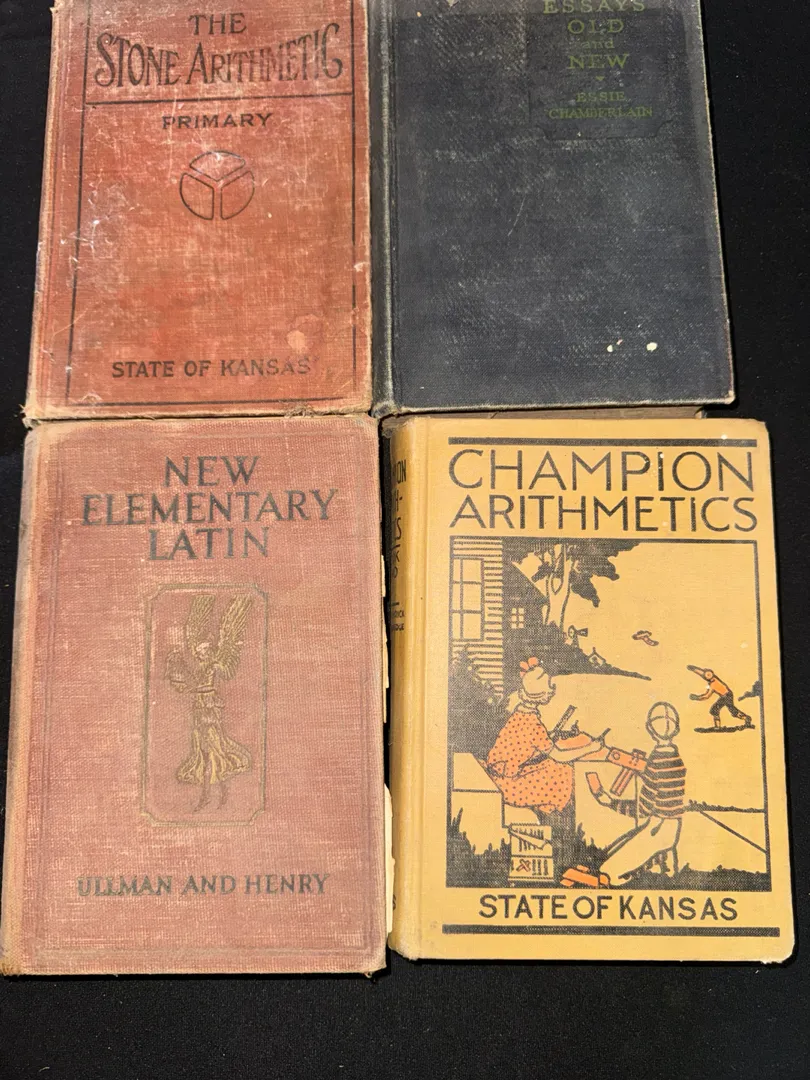 THE
STONE ARITHMETIC
PRIMARY
STATE OF KANSAS
ESSAYS
OLD
and
NEW
ESSIE
CHAMBERLAIN
NEW
ELEMENTARY
LATIN
ULLMAN AND HENRY
CHAMPION
ARITHMETICS
STATE OF KANSAS